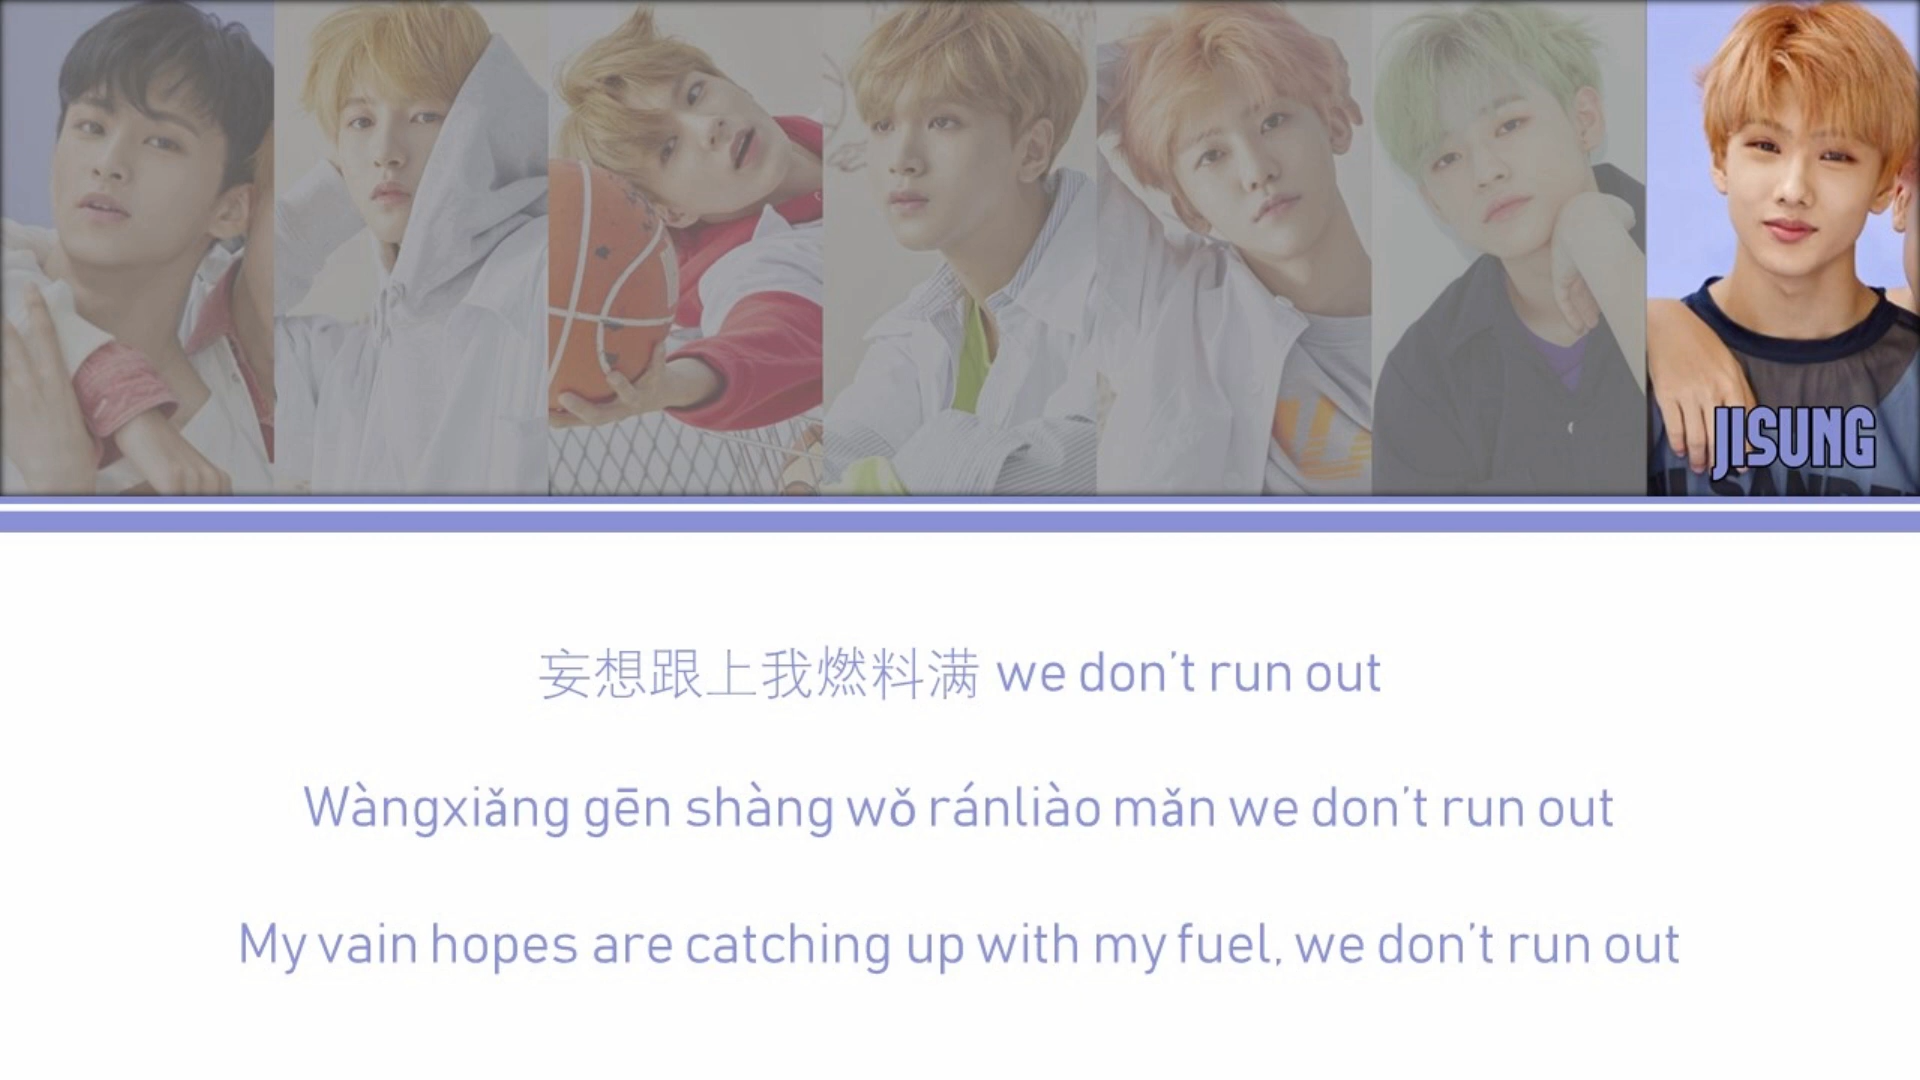 JISUNG
妄想跟上我燃料满 we don't run out
Wàngxiǎng gēn shàng wǒ ránliào mǎn we don't run out
My vain hopes are catching up with my fuel, we don't run out